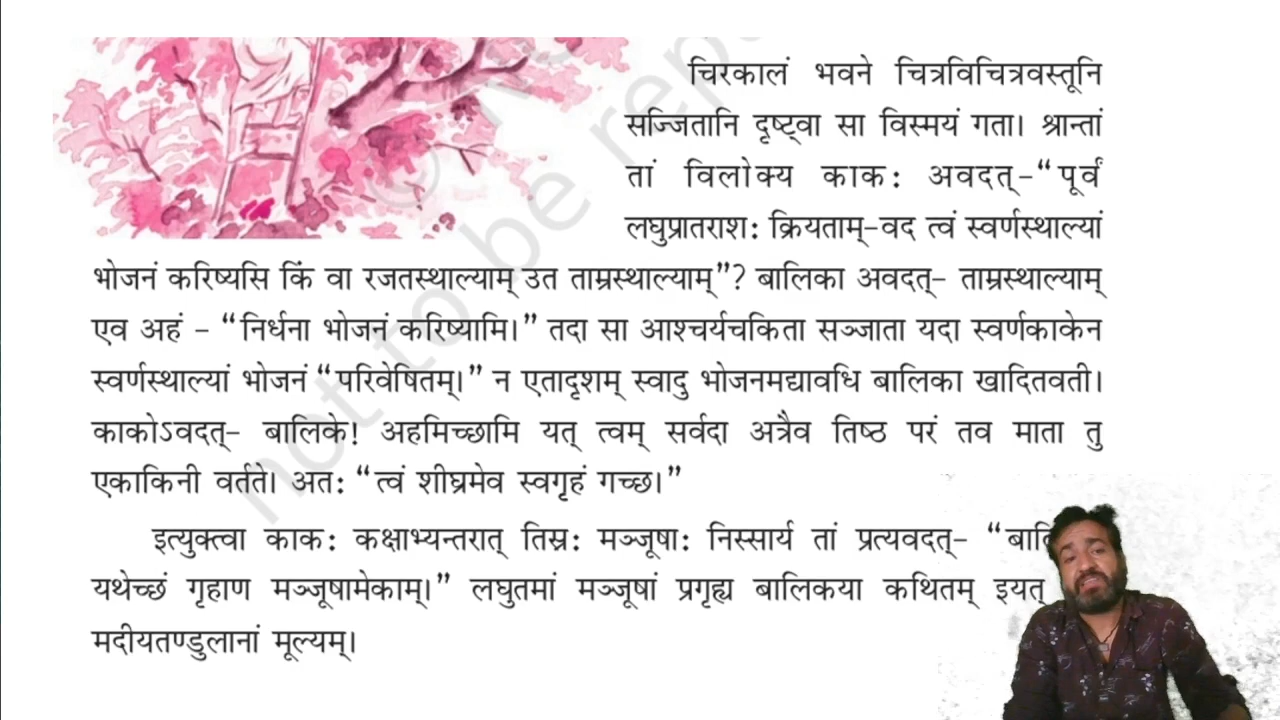 चिरकालं भवने चित्रविचित्रवस्तूनि
सज्जितानि दृष्ट्वा सा विस्मयं गता। श्रान्तां
तां विलोक्य काकः अवदत्-“पूर्वं
लघुप्रातराशः क्रियताम्-वद त्वं स्वर्णस्थाल्यां
भोजनं करिष्यसि किं वा रजतस्थाल्याम् उत ताम्रस्थाल्याम्”? बालिका अवदत्- ताम्रस्थाल्याम्
एव अहं - “निर्धना भोजनं करिष्यामि।” तदा सा आश्चर्यचकिता सञ्जाता यदा स्वर्णकाकेन
स्वर्णस्थाल्यां भोजनं “परिवेषितम्।” न एतादृशम् स्वादु भोजनमद्यावधि बालिका खादितवती।
काकोऽवदत्- बालिके! अहमिच्छामि यत् त्वम् सर्वदा अत्रैव तिष्ठ परं तव माता तु
एकाकिनी वर्तते। अतः “त्वं शीघ्रमेव स्वगृहं गच्छ।”
इत्युक्त्वा काकः कक्षाभ्यन्तरात् तिस्रः मञ्जूषाः निस्सार्य तां प्रत्यवदत्-
यथेच्छं गृहाण मञ्जूषामेकाम्।” लघुतमां मञ्जूषां प्रगृह्य बालिकया कथितम् इयत्
मदीयतण्डुलानां मूल्यम्।
not to be